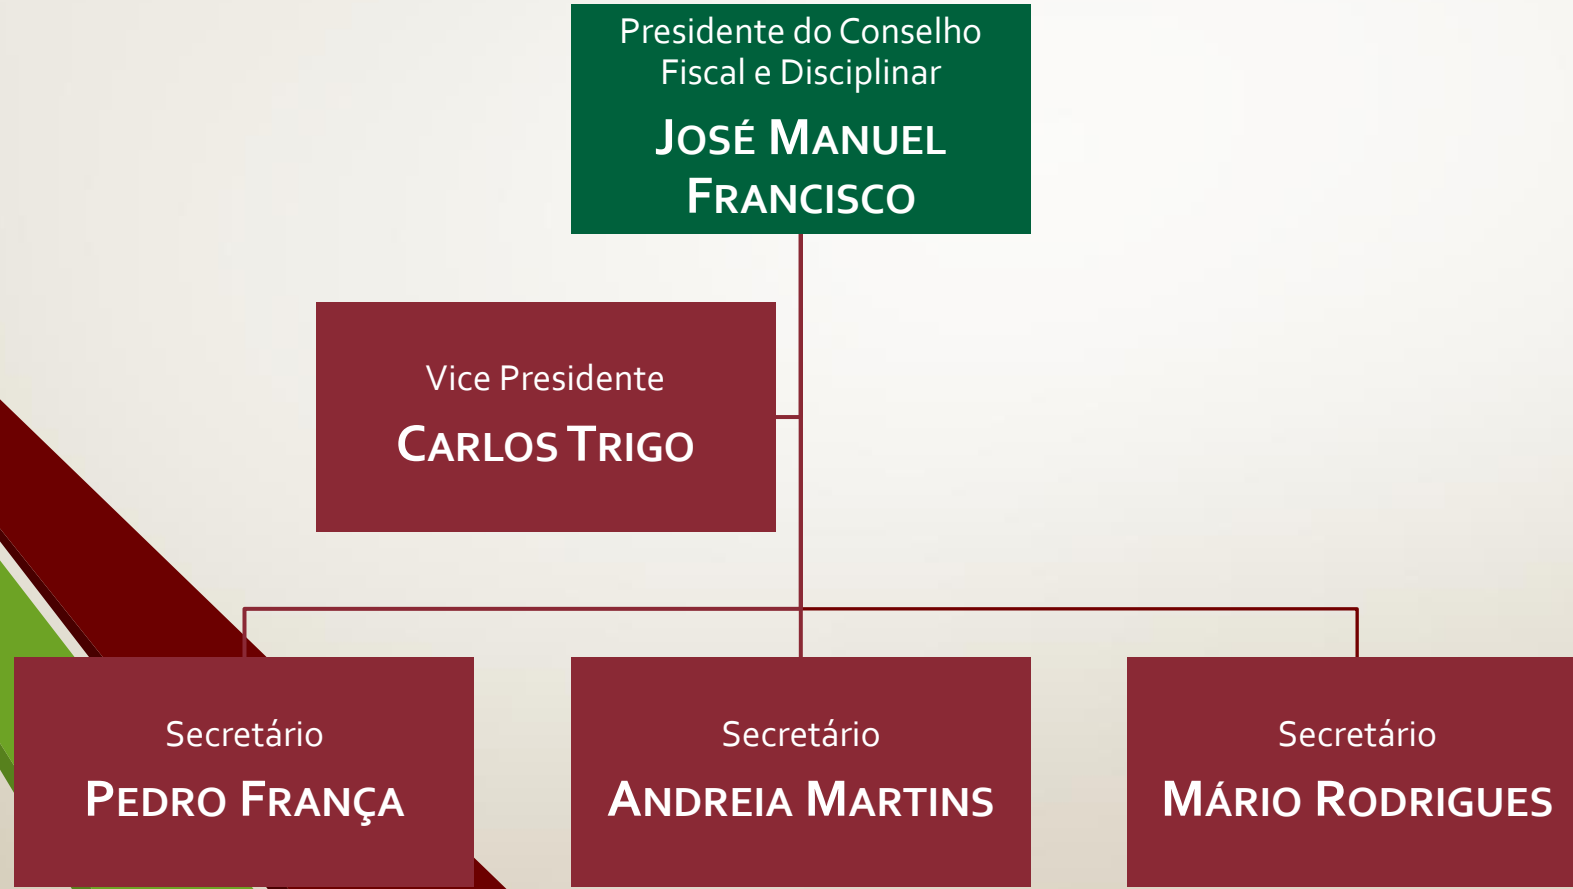 Presidente do Conselho
Fiscal e Disciplinar
JOSÉ MANUEL
FRANCISCO
Vice Presidente
CARLOS TRIGO
Secretário
PEDRO FRANÇA
Secretário
ANDREIA MARTINS
Secretário
MÁRIO RODRIGUES